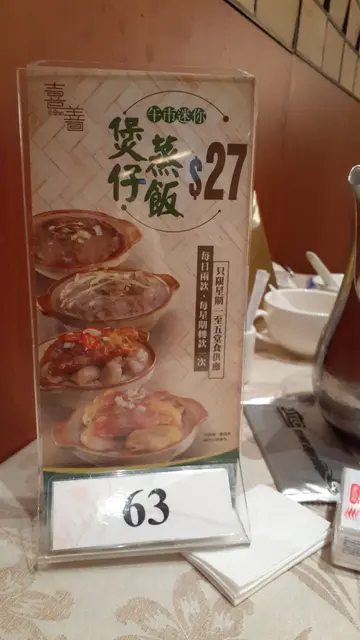 喜善
午市迷你
煲仔
蒸飯
$27
只限星期一至五堂食供應
每日兩款，每星期轉款一次
63